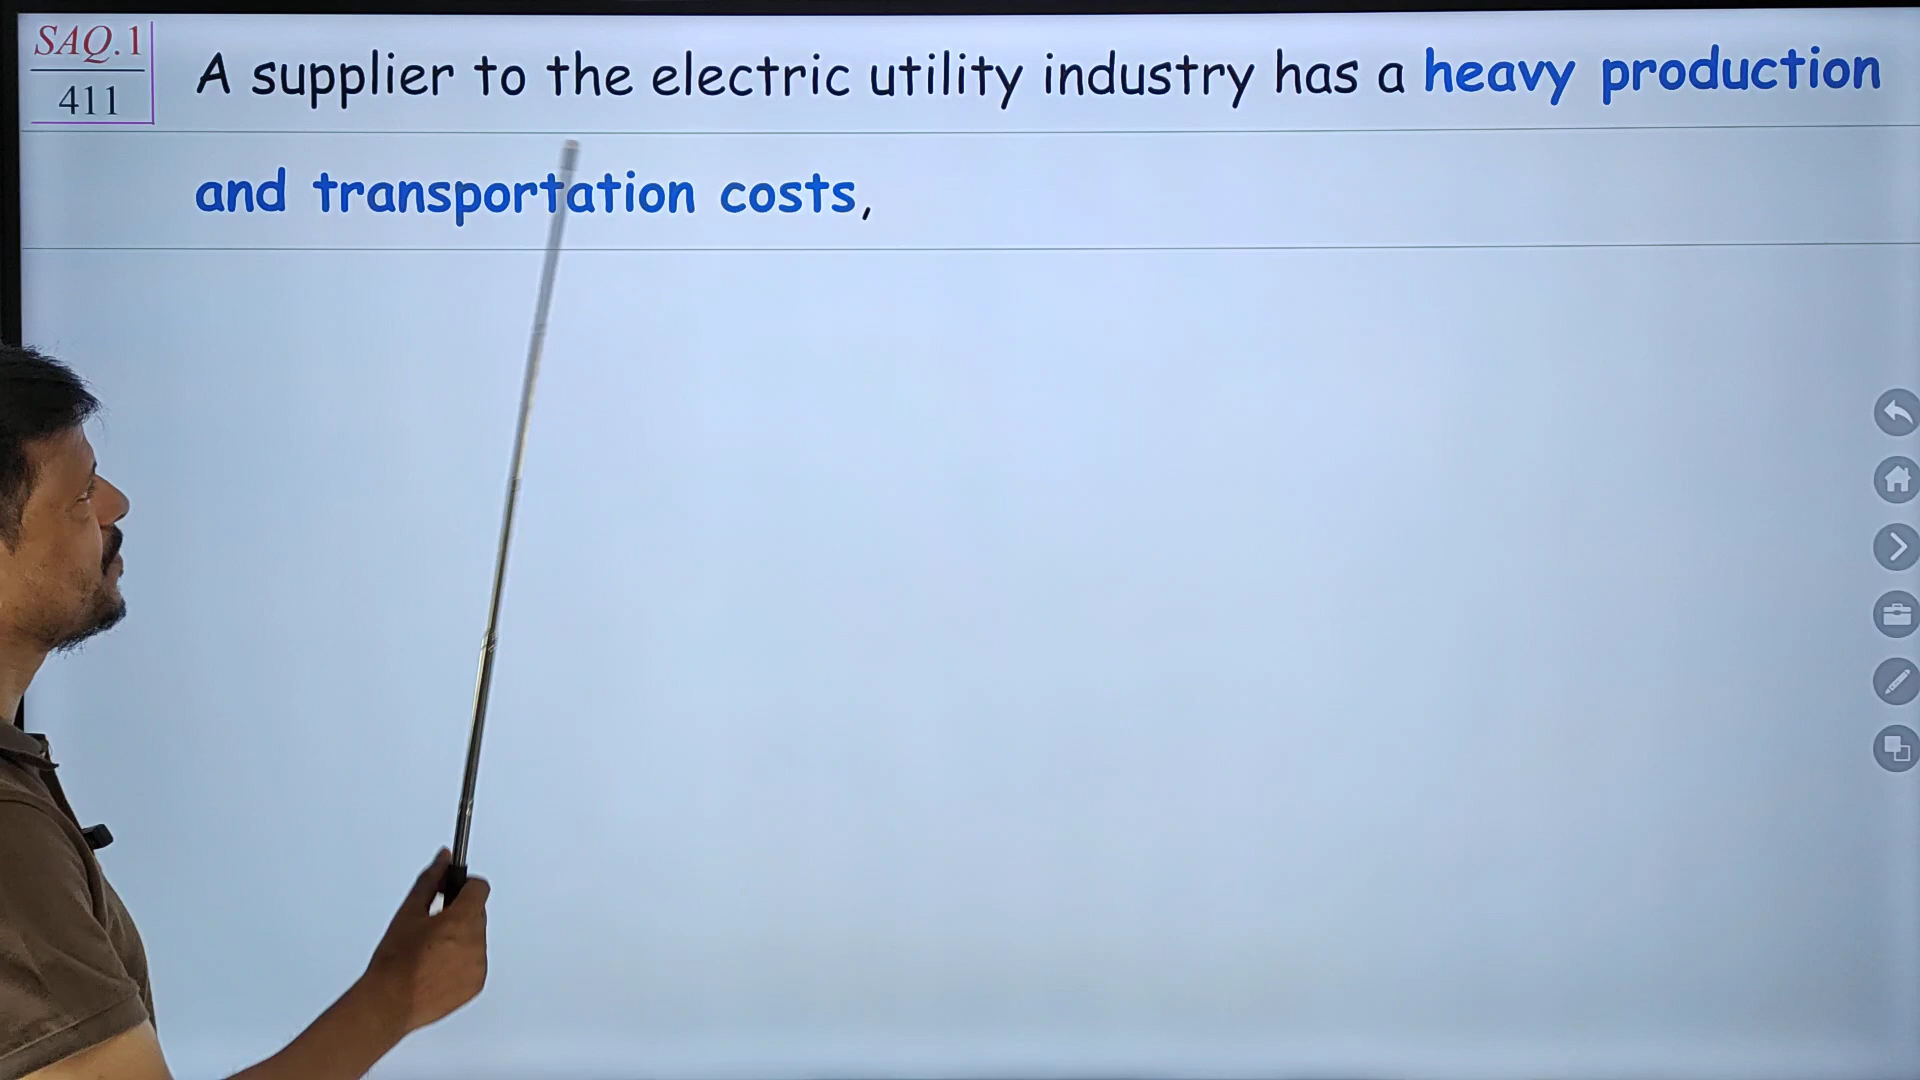 SAQ.1
411
A supplier to the electric utility industry has a heavy production
and transportation costs,